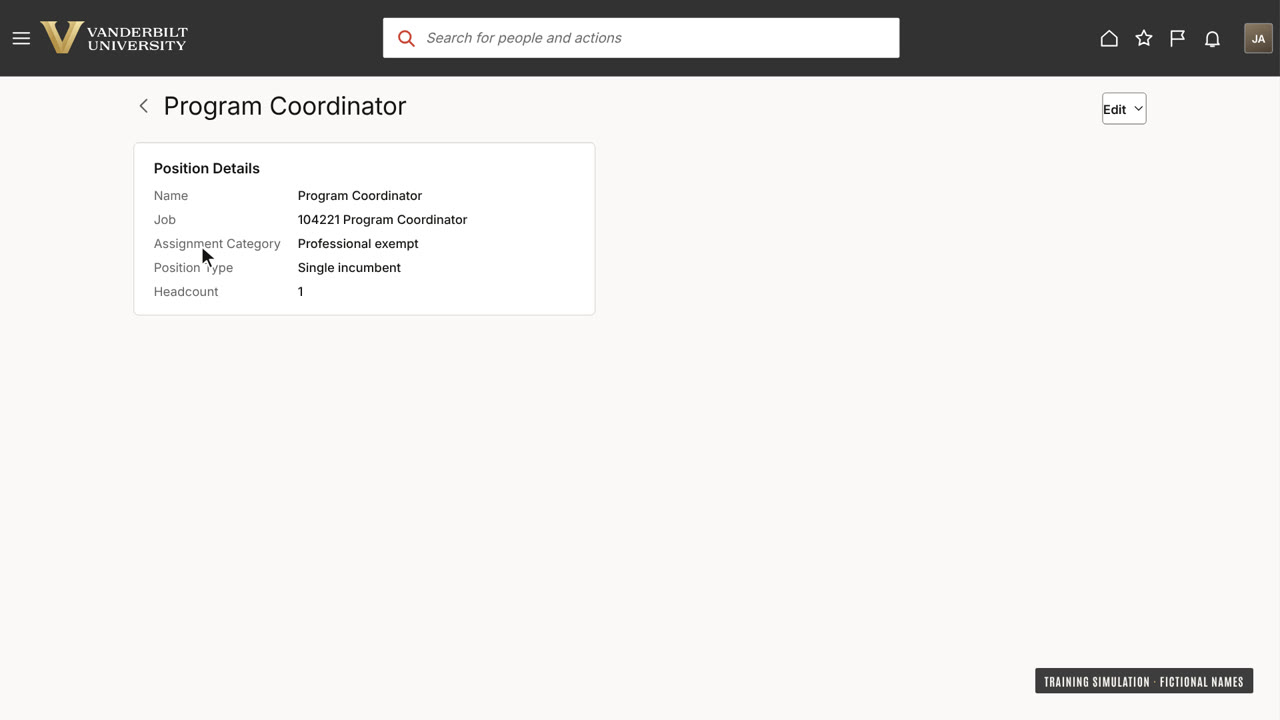 VANDERBILT
UNIVERSITY
Search for people and actions
JA
Program Coordinator
Edit
Position Details
Name Program Coordinator
Job 104221 Program Coordinator
Assignment Category Professional exempt
Position Type Single incumbent
Headcount 1
TRAINING SIMULATION · FICTIONAL NAMES